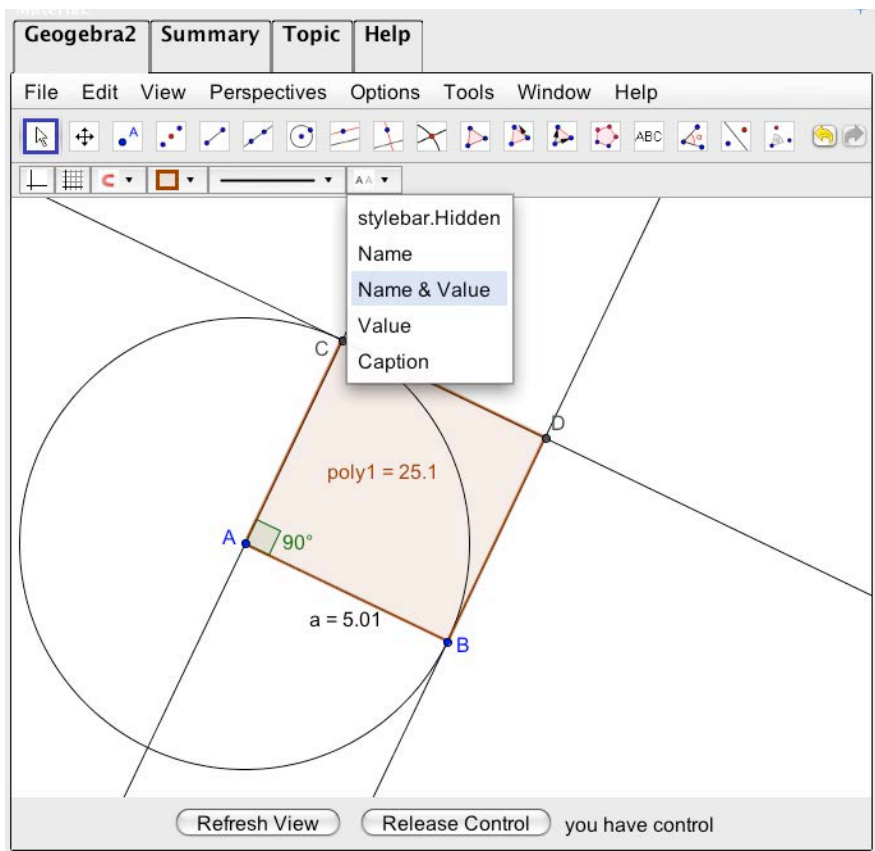 Geogebra2 Summary Topic Help
File Edit View Perspectives Options Tools Window Help
A ABC
A A
stylebar.Hidden
Name
Name & Value
Value
Caption
C
D
poly1 = 25.1
A 90°
a = 5.01
B
Refresh View Release Control you have control